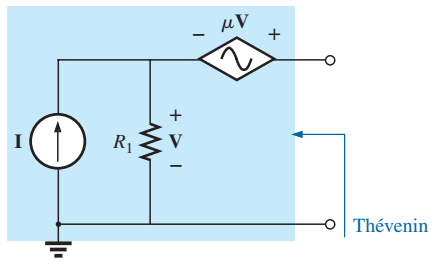 μV
− +
+
I R₁ V
−
Thévenin